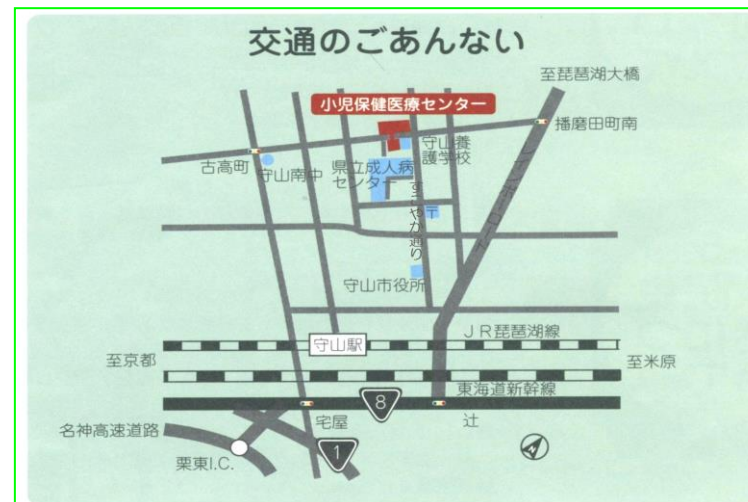 交通のごあんない
至琵琶湖大橋
小児保健医療センター
播磨田町南
守山養
護学校
古高町
守山南中
県立成人病
センター
すこやか通り
〒
守山市役所
JR琵琶湖線
守山駅
至京都
至米原
東海道新幹線
8
宅屋
辻
名神高速道路
栗東I.C.
1